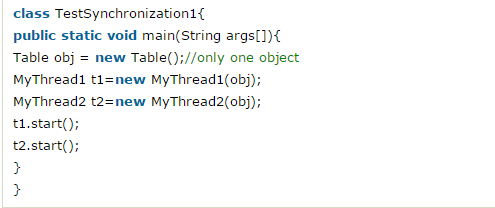 class TestSynchronization1{
public static void main(String args[]){
Table obj = new Table();//only one object
MyThread1 t1=new MyThread1(obj);
MyThread2 t2=new MyThread2(obj);
t1.start();
t2.start();
}
}